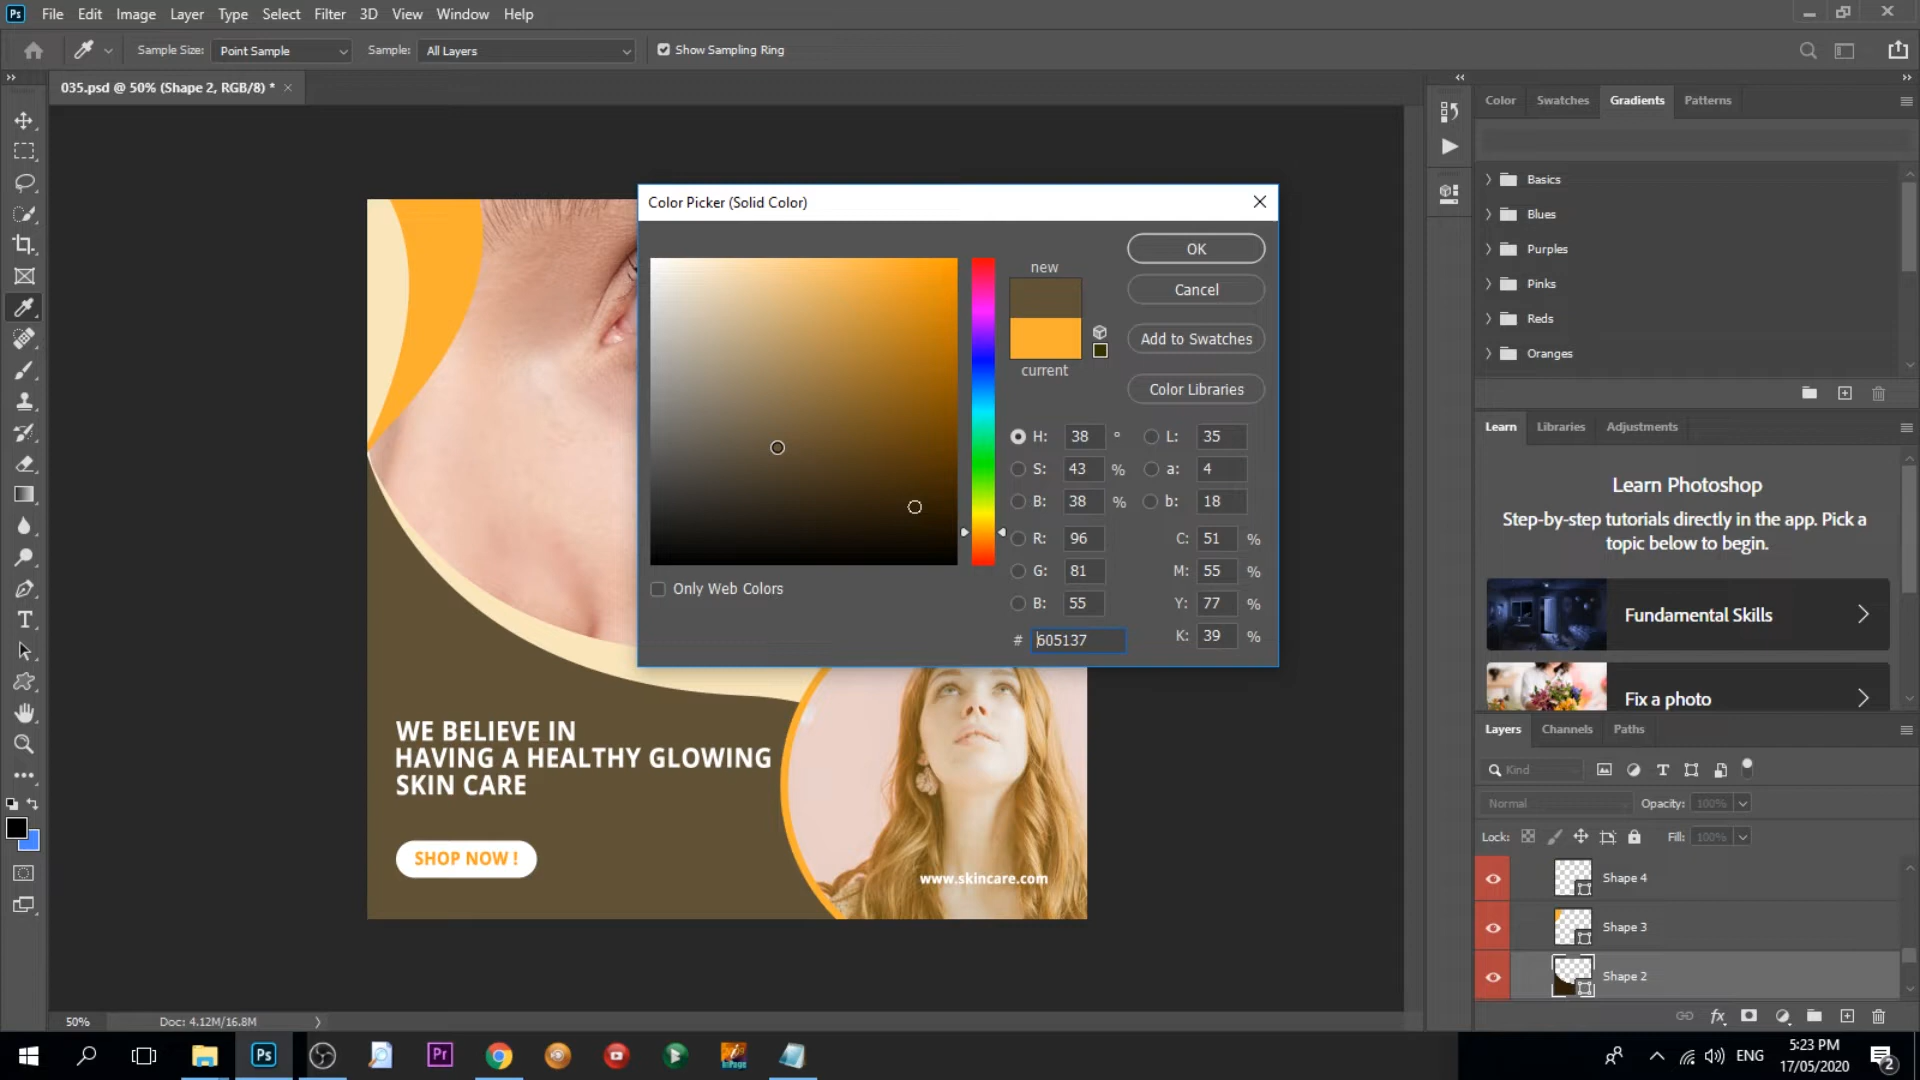 Ps File Edit Image Layer Type Select Filter 3D View Window Help
Sample Size: Point Sample Sample: All Layers Show Sampling Ring
035.psd @ 50% (Shape 2, RGB/8) *
Color Swatches Gradients Patterns
Basics
Blues
Purples
Pinks
Reds
Oranges
Color Picker (Solid Color)
new
current
OK
Cancel
Add to Swatches
Color Libraries
H: 38 °
S: 43 %
B: 38 %
R: 96
G: 81
B: 55
# 605137
L: 35
a: 4
b: 18
C: 51 %
M: 55 %
Y: 77 %
K: 39 %
Only Web Colors
WE BELIEVE IN
HAVING A HEALTHY GLOWING
SKIN CARE
SHOP NOW !
www.skincare.com
Learn Libraries Adjustments
Learn Photoshop
Step-by-step tutorials directly in the app. Pick a
topic below to begin.
Fundamental Skills
Fix a photo
Layers Channels Paths
Kind
Normal Opacity: 100%
Lock: Fill: 100%
Shape 4
Shape 3
Shape 2
fx
50% Doc: 4.12M/16.8M
Ps Pr
ENG
5:23 PM
17/05/2020
2